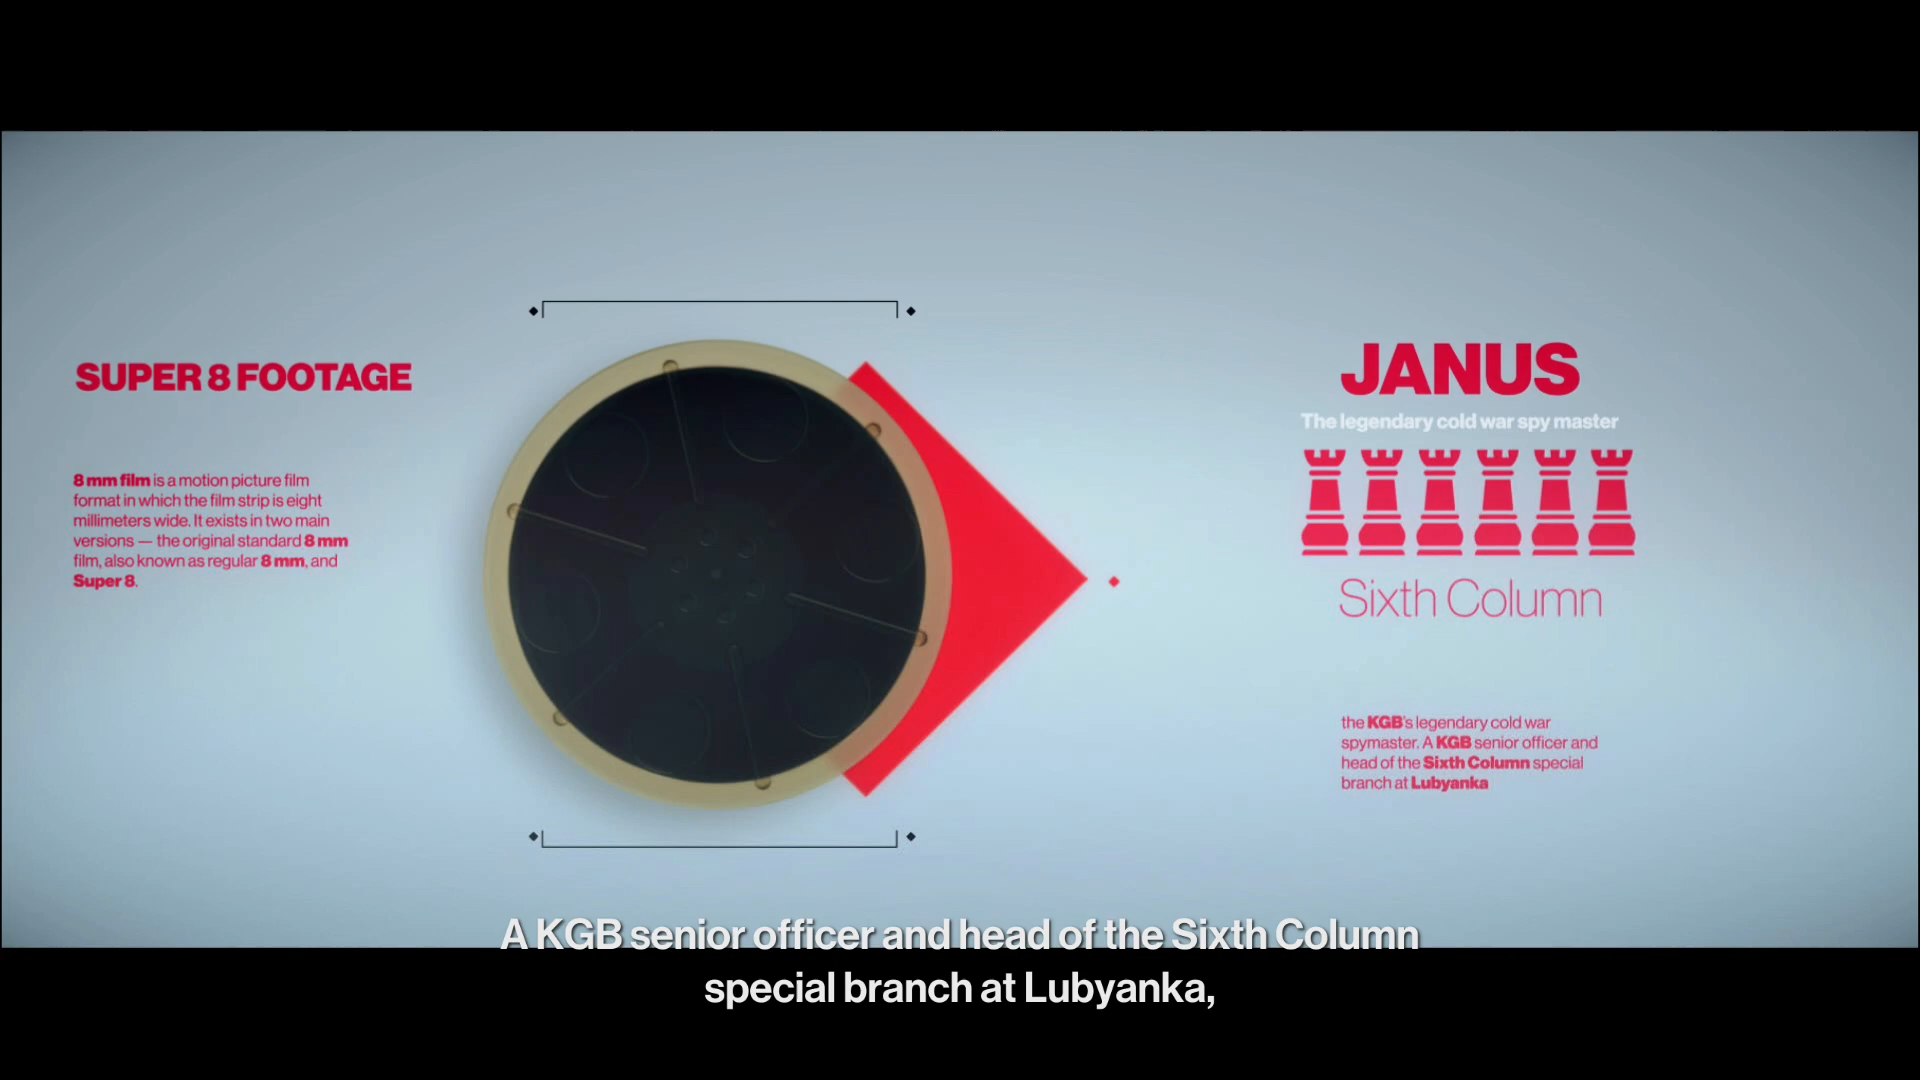 SUPER 8 FOOTAGE
8 mm film is a motion picture film
format in which the film strip is eight
millimeters wide. It exists in two main
versions — the original standard 8 mm
film, also known as regular 8 mm, and
Super 8.
JANUS
The legendary cold war spy master
Sixth Column
the KGB's legendary cold war
spymaster. A KGB senior officer and
head of the Sixth Column special
branch at Lubyanka
A KGB senior officer and head of the Sixth Column
special branch at Lubyanka,